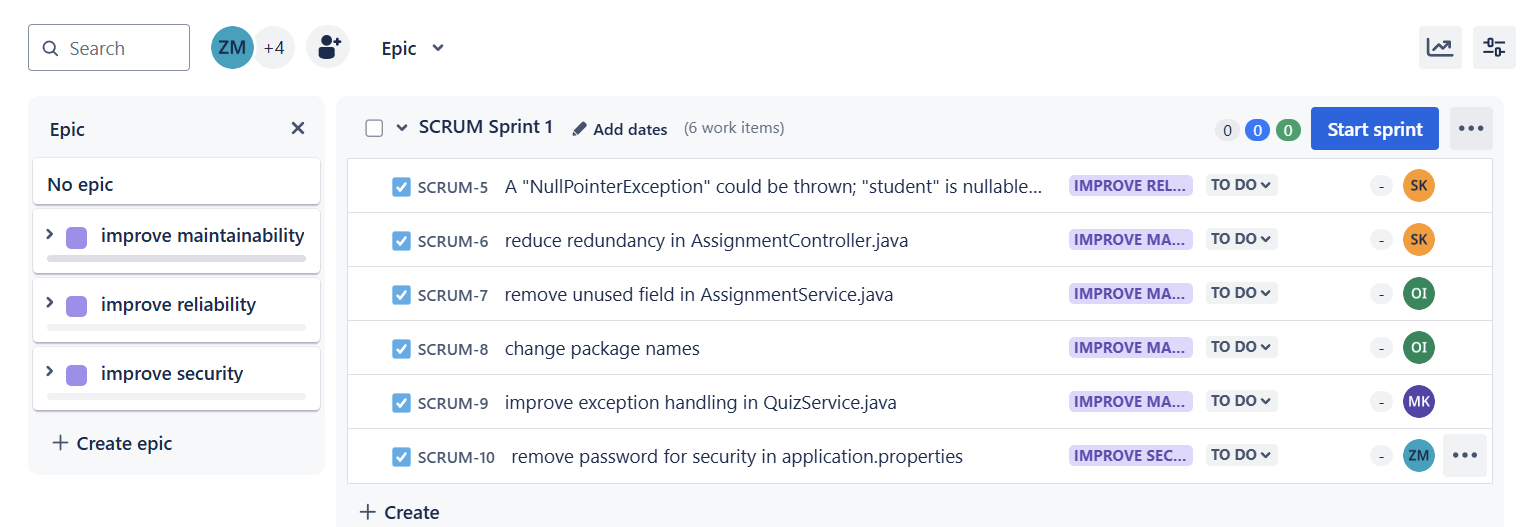 Search
ZM +4
Epic
Epic
No epic
improve maintainability
improve reliability
improve security
Create epic
SCRUM Sprint 1 Add dates (6 work items) 0 0 0 Start sprint
SCRUM-5 A "NullPointerException" could be thrown; "student" is nullable... IMPROVE REL... TO DO - SK
SCRUM-6 reduce redundancy in AssignmentController.java IMPROVE MA... TO DO - SK
SCRUM-7 remove unused field in AssignmentService.java IMPROVE MA... TO DO - OI
SCRUM-8 change package names IMPROVE MA... TO DO - OI
SCRUM-9 improve exception handling in QuizService.java IMPROVE MA... TO DO - MK
SCRUM-10 remove password for security in application.properties IMPROVE SEC... TO DO - ZM
Create